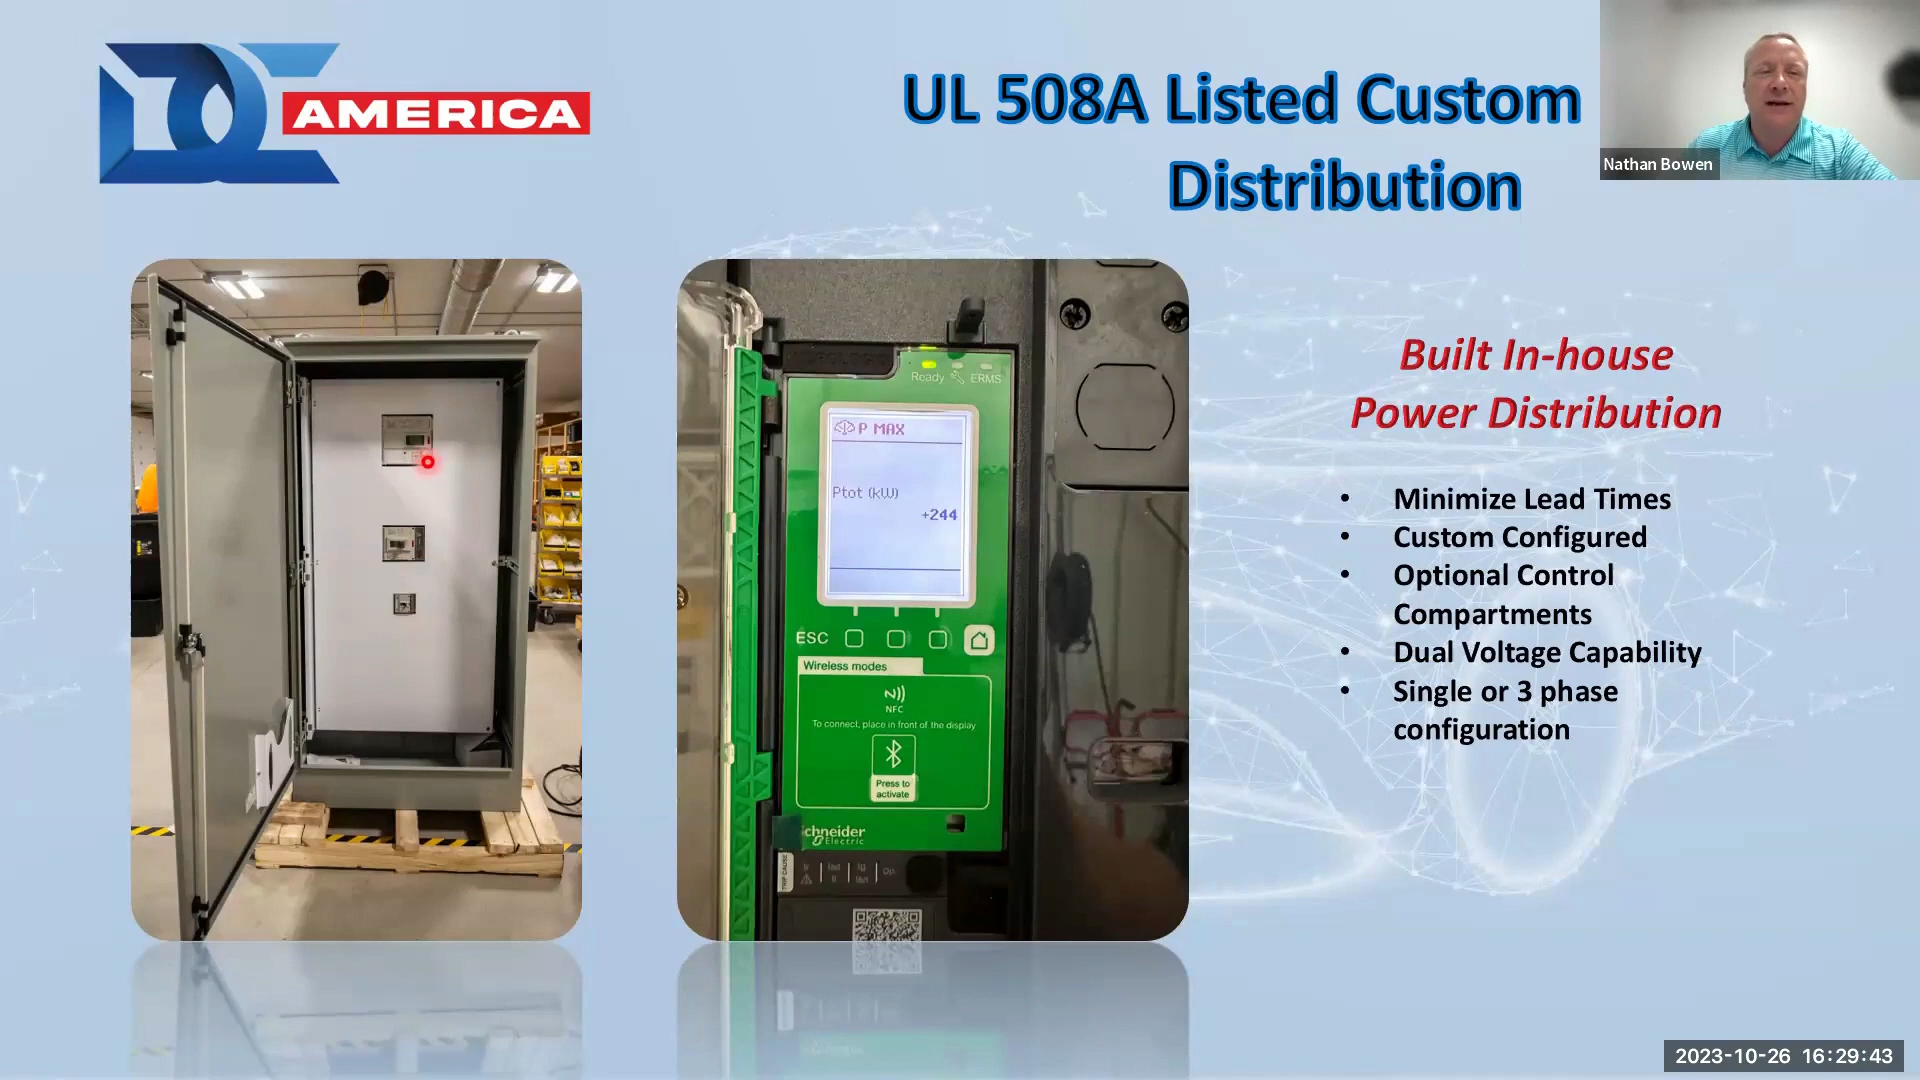 AMERICA
UL 508A Listed Custom
Distribution
Nathan Bowen
Ready ERMS
P MAX
Ptot (kW)
+244
ESC
Wireless modes
NFC
To connect, place in front of the display
Press to
activate
chneider
Electric
TRIP CAUSE
Built In-house
Power Distribution
• Minimize Lead Times
• Custom Configured
• Optional Control
Compartments
• Dual Voltage Capability
• Single or 3 phase
configuration
2023-10-26 16:29:43